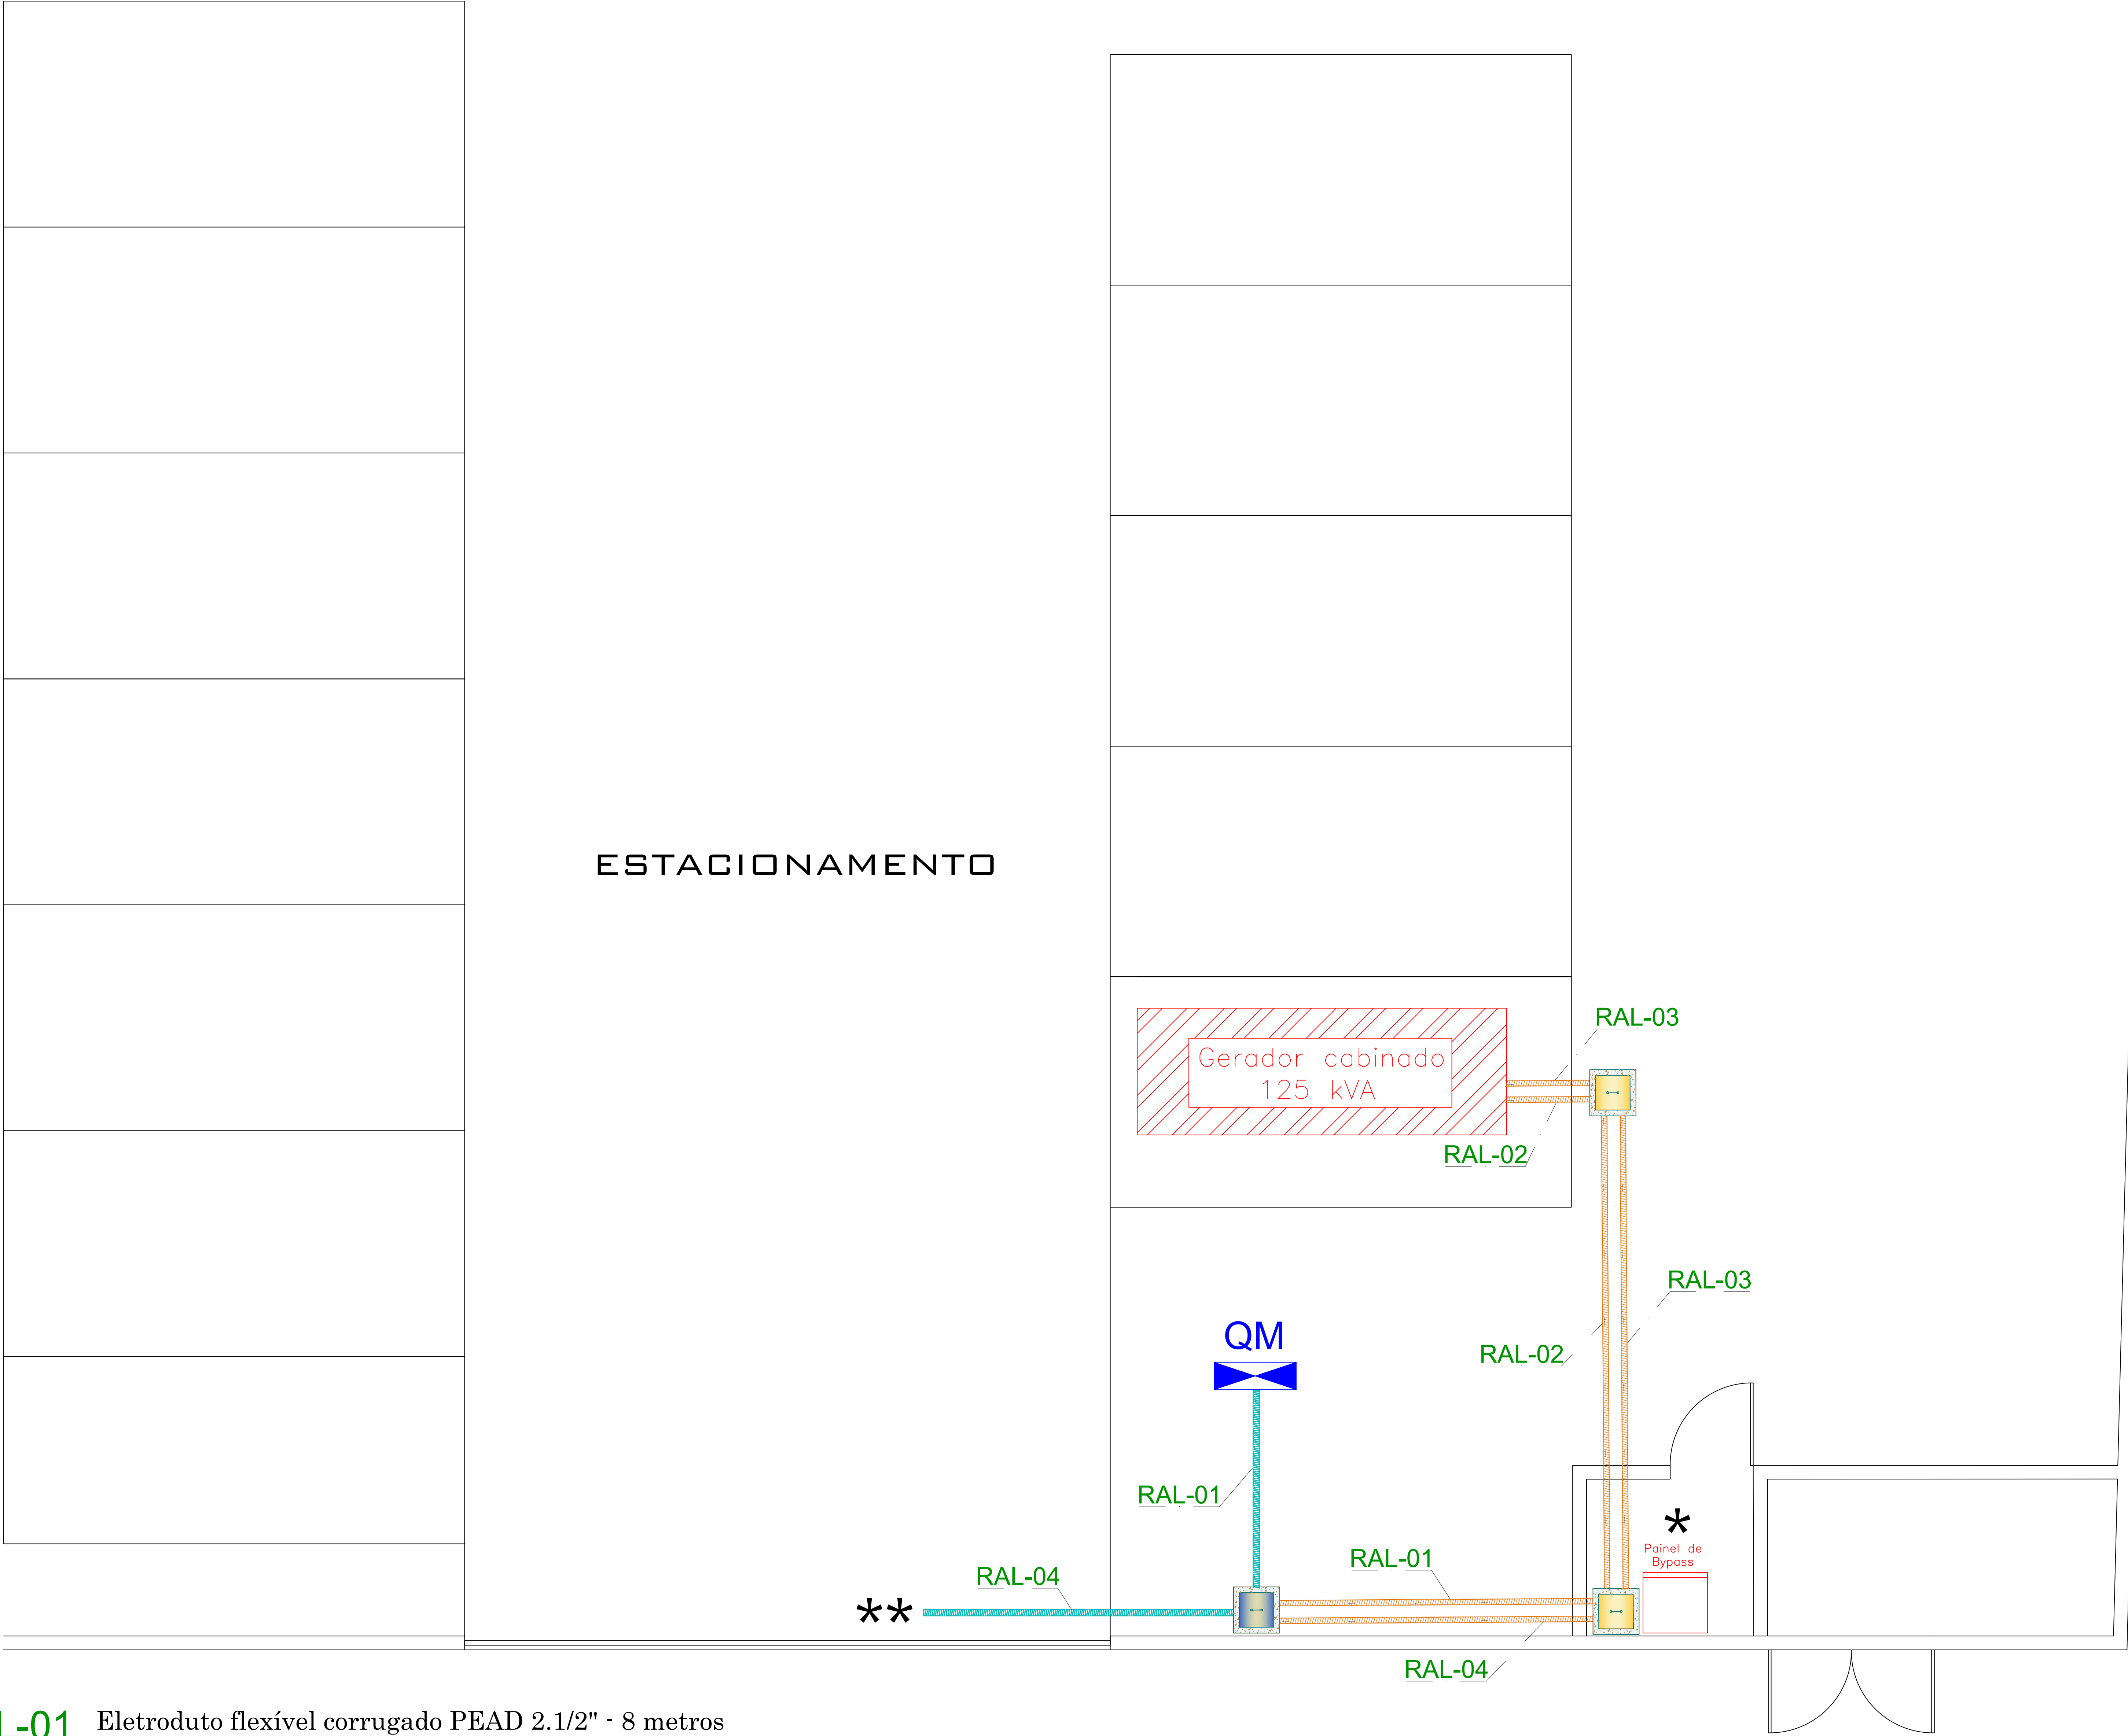 ESTACIONAMENTO
RAL-03
Gerador cabinado
125 kVA
RAL-02
RAL-03
QM
RAL-02
RAL-01
*
Painel de
Bypass
RAL-01
RAL-04
**
RAL-04
L-01 Eletroduto flexível corrugado PEAD 2.1/2" - 8 metros